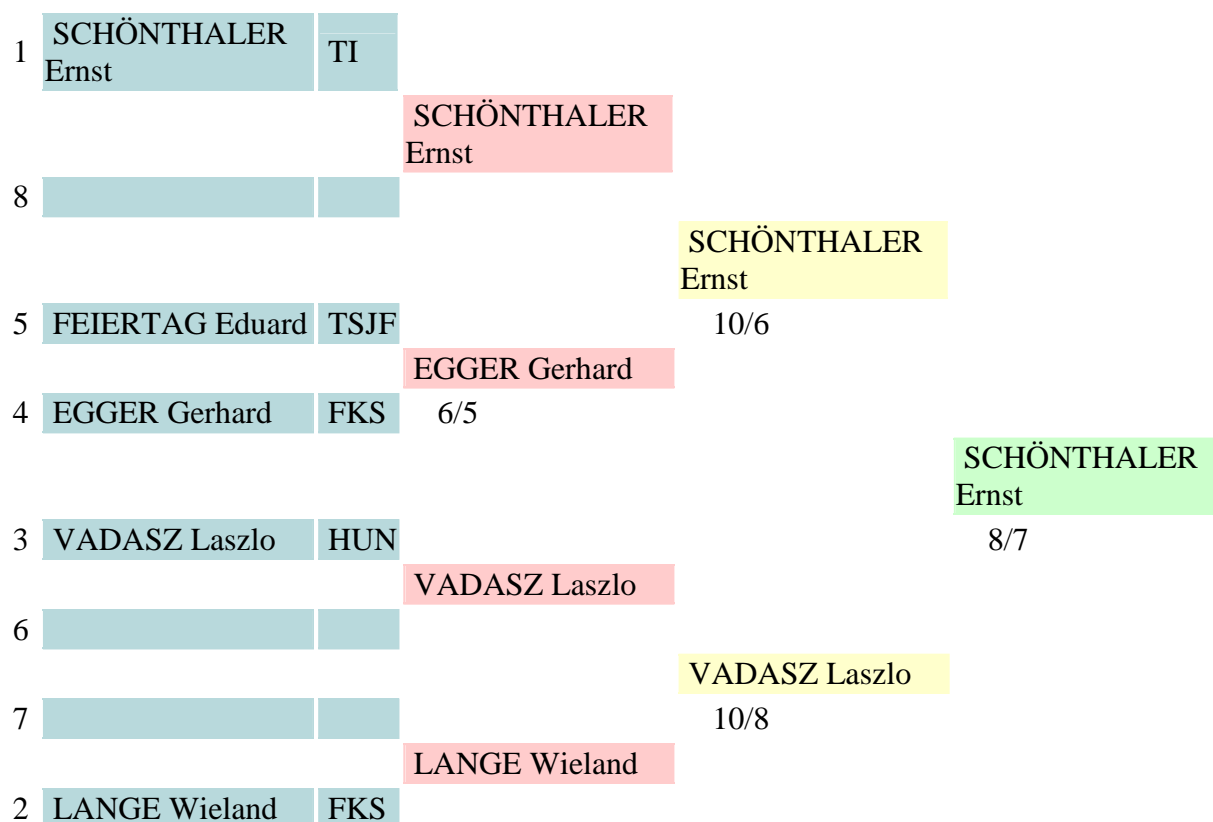 1 SCHÖNTHALER Ernst TI
SCHÖNTHALER
Ernst
8
SCHÖNTHALER
Ernst
5 FEIERTAG Eduard TSJF 10/6
EGGER Gerhard
4 EGGER Gerhard FKS 6/5
SCHÖNTHALER
Ernst
3 VADASZ Laszlo HUN 8/7
VADASZ Laszlo
6
VADASZ Laszlo
7 10/8
LANGE Wieland
2 LANGE Wieland FKS